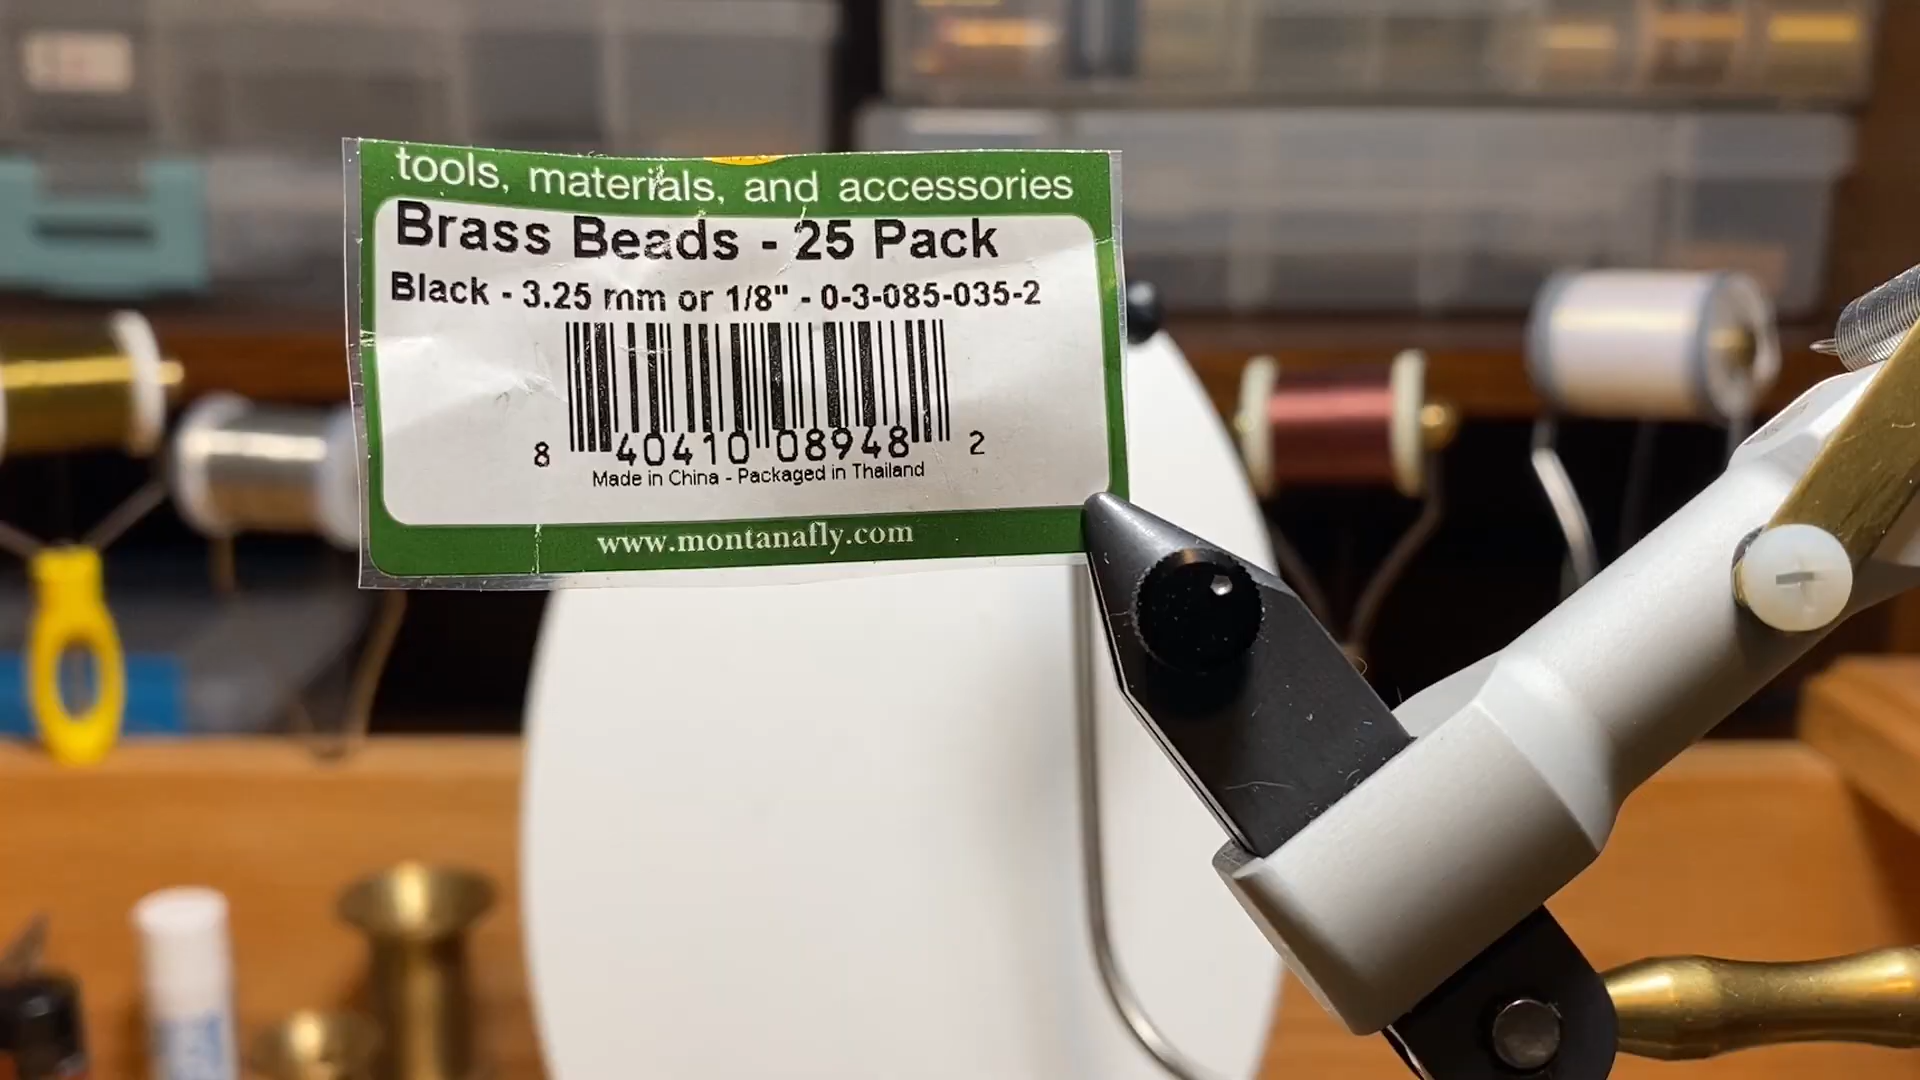 tools, materials, and accessories
Brass Beads - 25 Pack
Black - 3.25 mm or 1/8" - 0-3-085-035-2
8 40410 08948 2
Made in China - Packaged in Thailand
www.montanafly.com